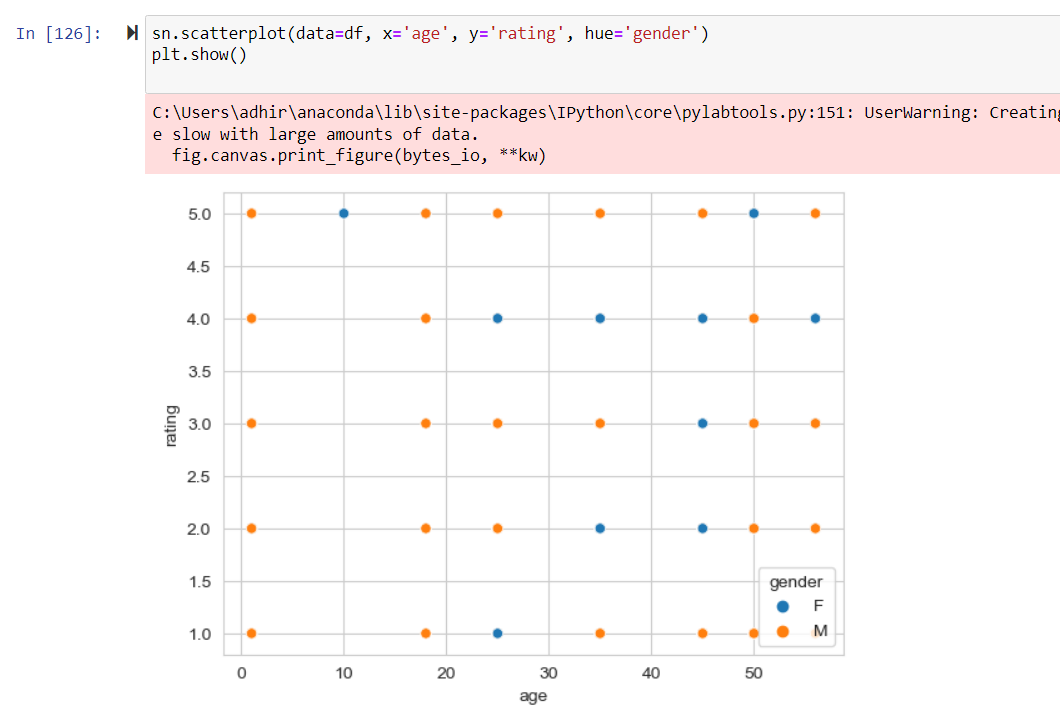 In [126]:
sn.scatterplot(data=df, x='age', y='rating', hue='gender')
plt.show()
C:\Users\adhir\anaconda\lib\site-packages\IPython\core\pylabtools.py:151: UserWarning: Creating
e slow with large amounts of data.
fig.canvas.print_figure(bytes_io, **kw)
5.0
4.5
4.0
3.5
rating
3.0
2.5
2.0
1.5
1.0
gender
F
M
0 10 20 30 40 50
age